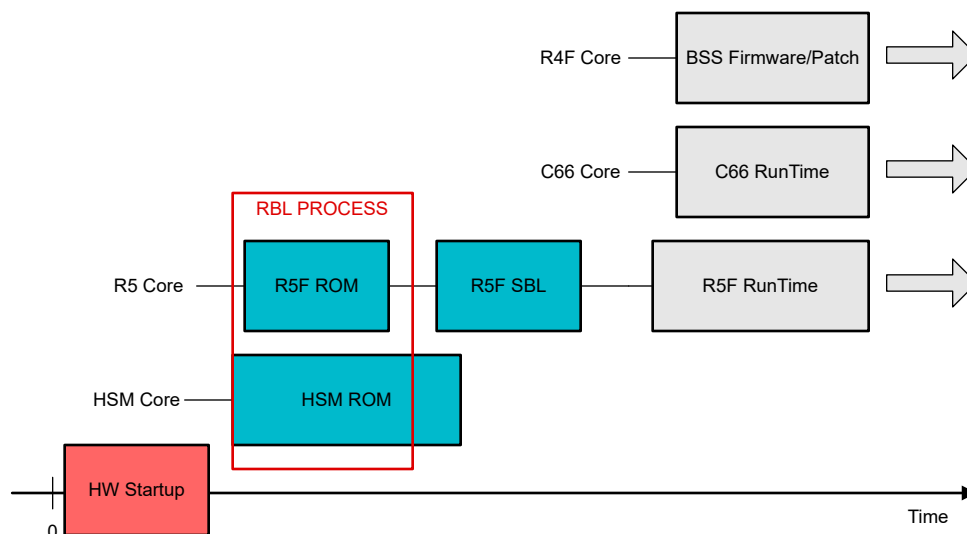 R4F Core
BSS Firmware/Patch
C66 Core
C66 RunTime
RBL PROCESS
R5 Core
R5F ROM
R5F SBL
R5F RunTime
HSM Core
HSM ROM
HW Startup
0
Time